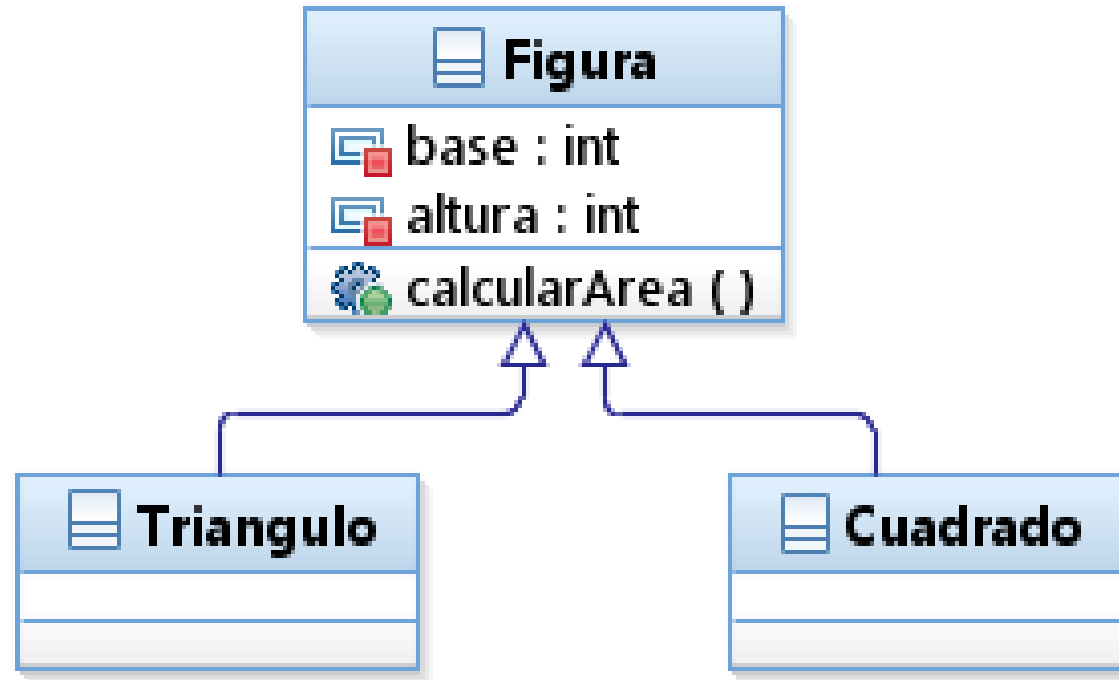 Figura
base : int
altura : int
calcularArea ( )
Triangulo
Cuadrado